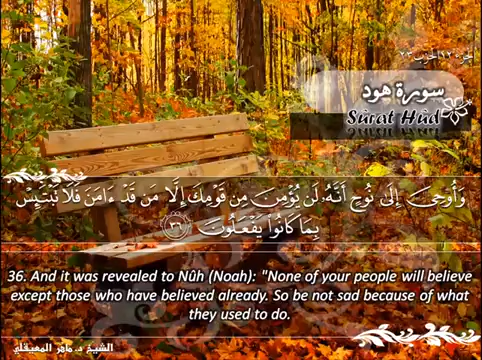 سورة هود
Sûrat Hûd
وَأُوحِىَ إِلَىٰ نُوحٍ أَنَّهُۥ لَن يُؤْمِنَ مِن قَوْمِكَ إِلَّا مَن قَدْ ءَامَنَ فَلَا تَبْتَئِسْ
بِمَا كَانُوا۟ يَفْعَلُونَ ٣٦
36. And it was revealed to Nûh (Noah): "None of your people will believe
except those who have believed already. So be not sad because of what
they used to do.
الشيخ د. ماهر المعيقلي